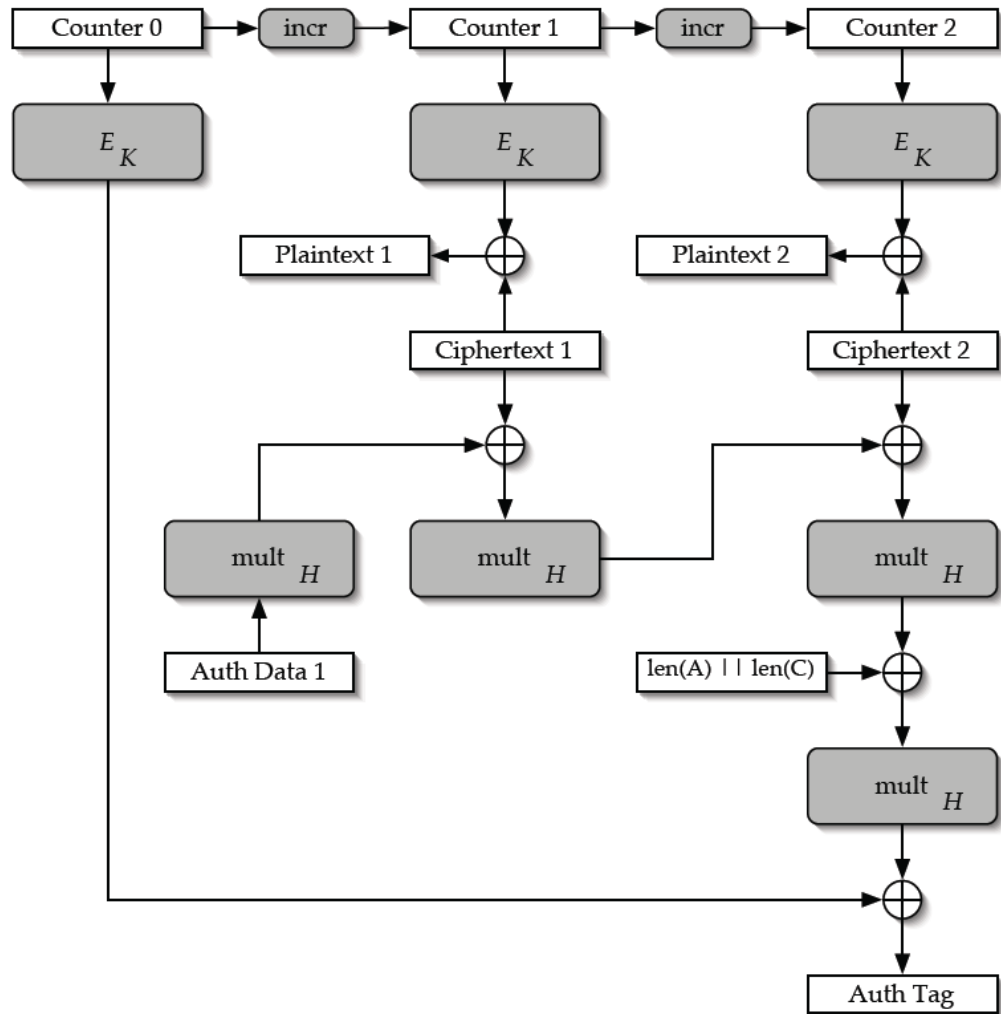 Counter 0
incr
Counter 1
incr
Counter 2
E K
E K
E K
Plaintext 1
Plaintext 2
Ciphertext 1
Ciphertext 2
mult H
mult H
mult H
Auth Data 1
len(A) || len(C)
mult H
Auth Tag